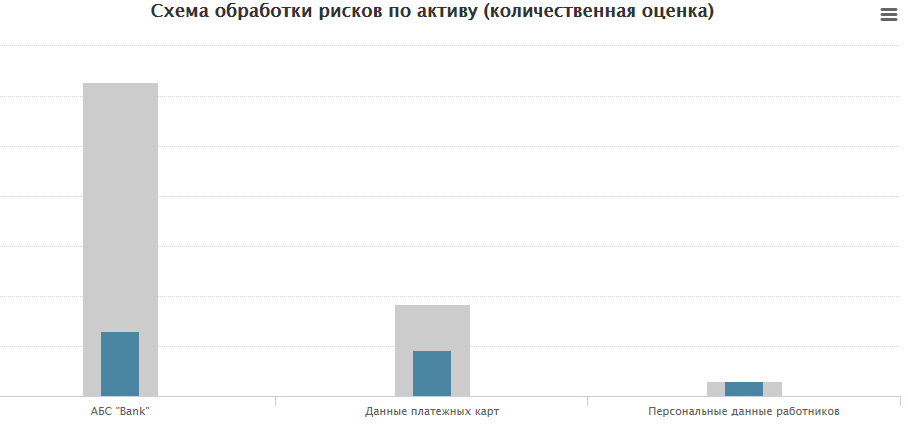 Схема обработки рисков по активу (количественная оценка)
АБС "Bank"
Данные платежных карт
Персональные данные работников